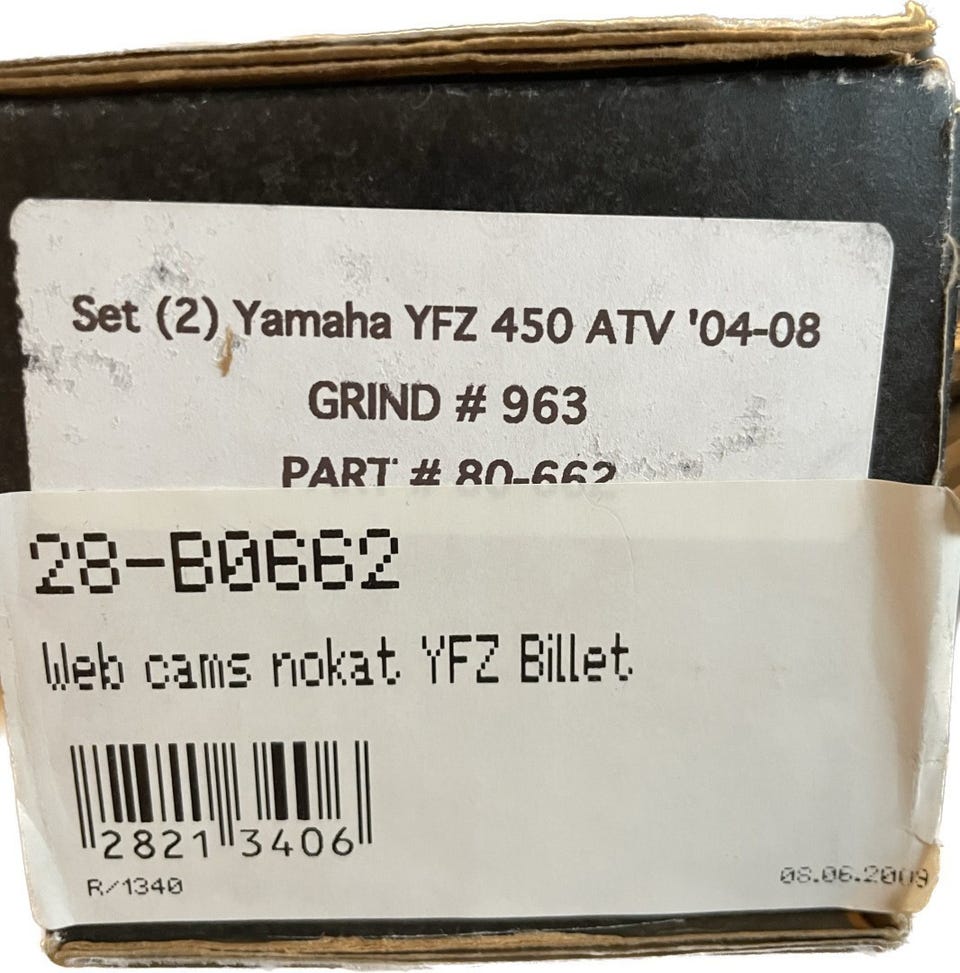 Set (2) Yamaha YFZ 450 ATV '04-08
GRIND # 963
PART # 80-662
28-B0662
Web cams nokat YFZ Billet
2821 3406
R/1340
08.06.2009